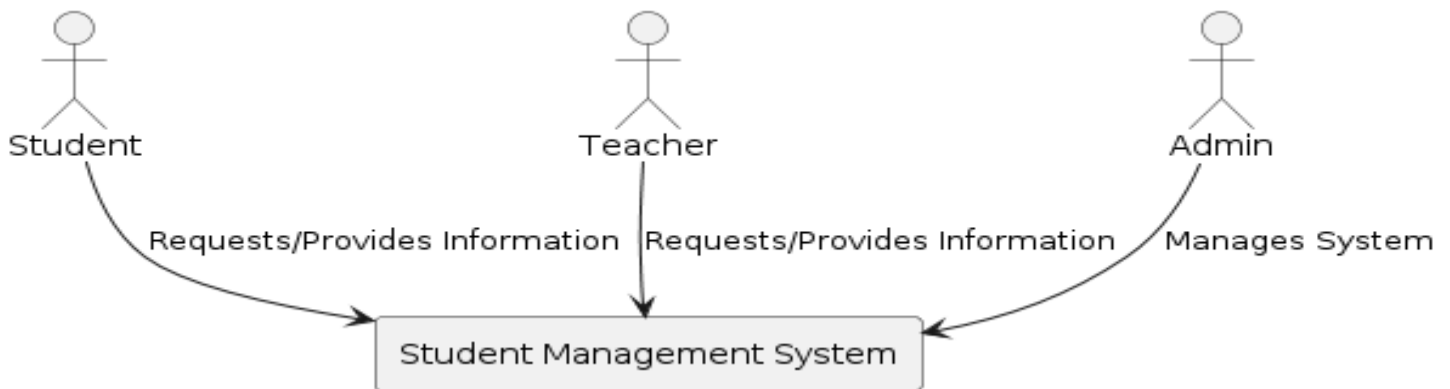 Student
Teacher
Admin
Requests/Provides Information
Requests/Provides Information
Manages System
Student Management System